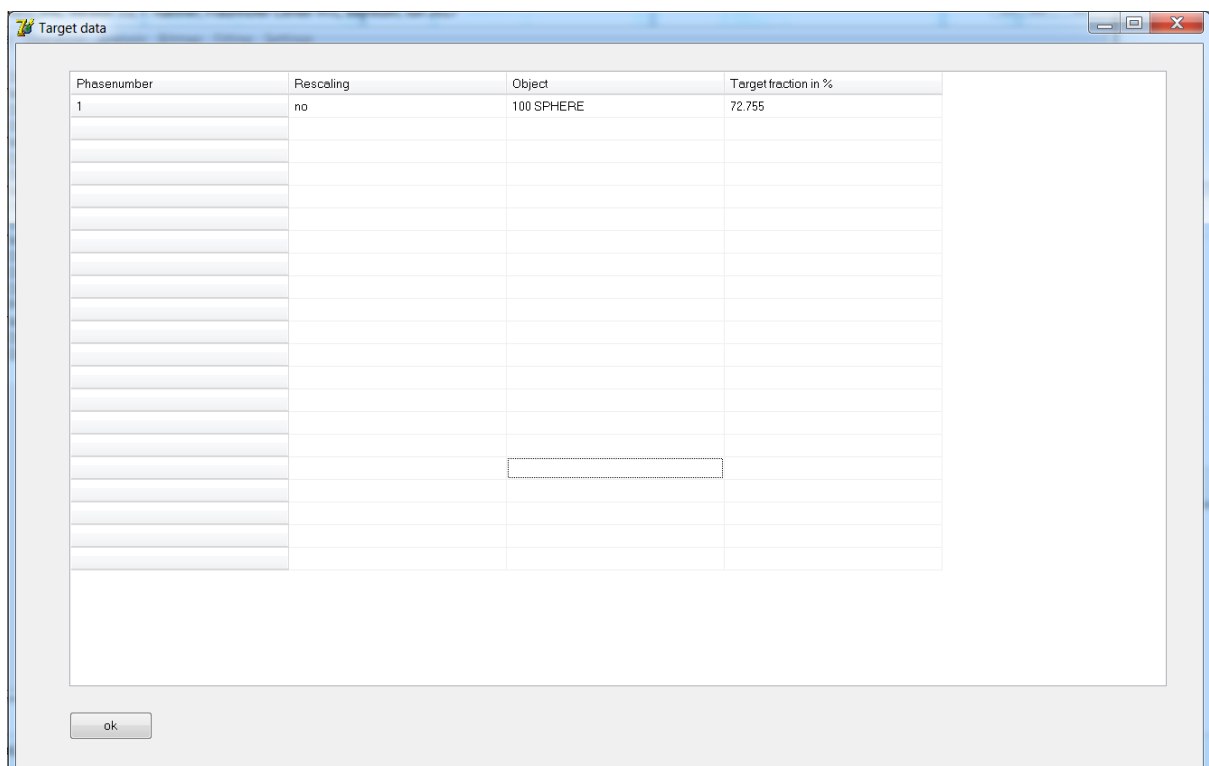 Target data
Phasenumber Rescaling Object Target fraction in %
1 no 100 SPHERE 72.755
ok